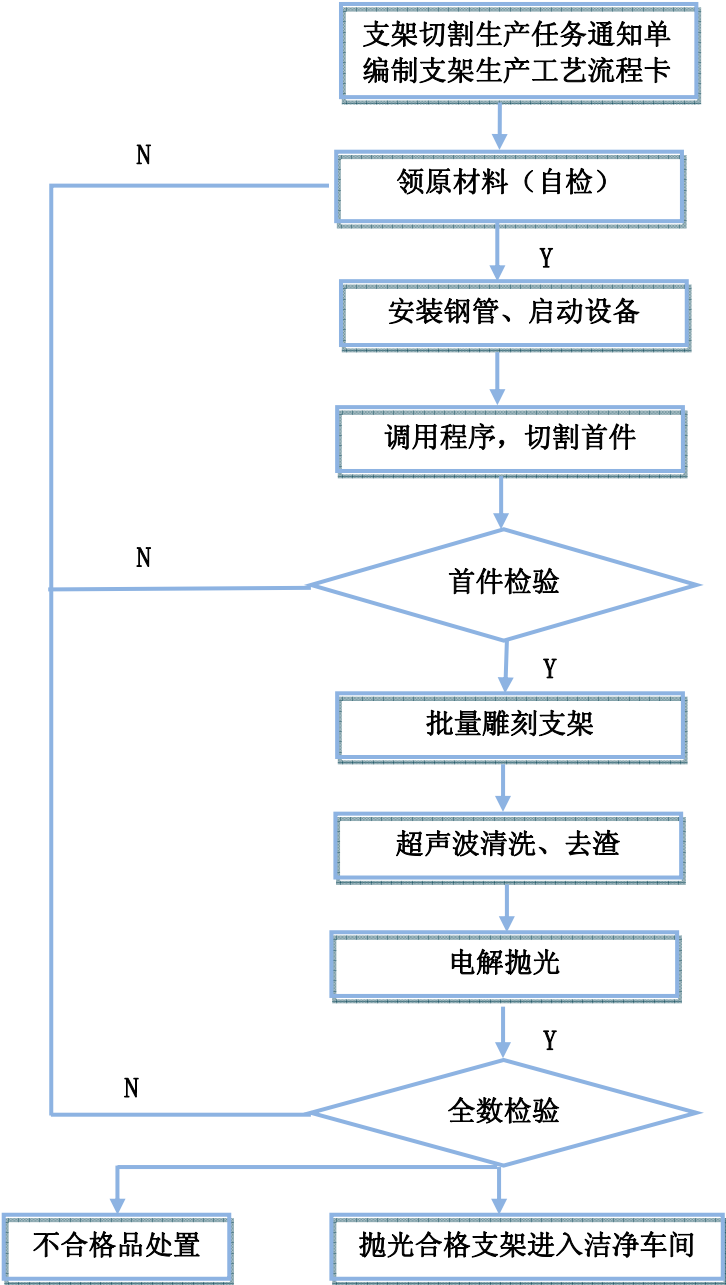 支架切割生产任务通知单
编制支架生产工艺流程卡
N
领原材料（自检）
Y
安装钢管、启动设备
调用程序，切割首件
N
首件检验
Y
批量雕刻支架
超声波清洗、去渣
电解抛光
Y
N
全数检验
不合格品处置
抛光合格支架进入洁净车间